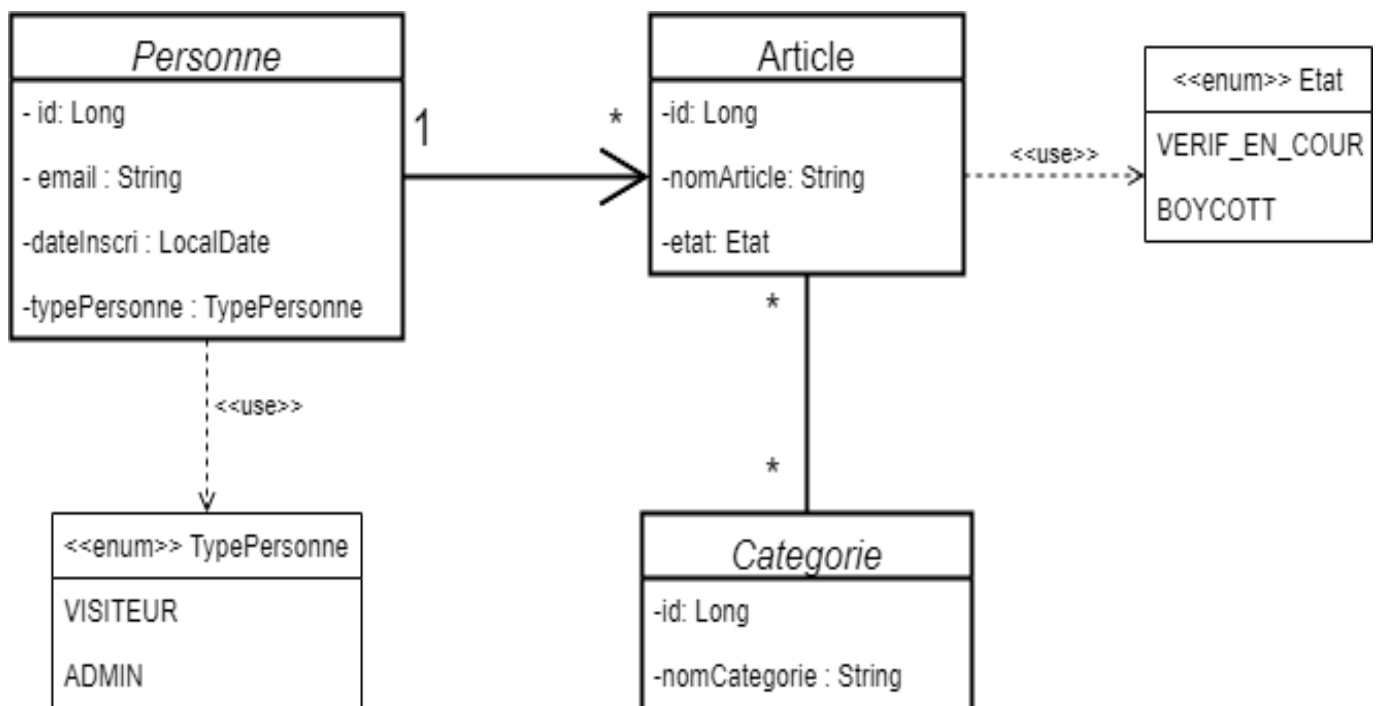 Personne
- id: Long
- email : String
-dateInscri : LocalDate
-typePersonne : TypePersonne
1
*
Article
-id: Long
-nomArticle: String
-etat: Etat
<<use>>
<<enum>> Etat
VERIF_EN_COUR
BOYCOTT
<<use>>
<<enum>> TypePersonne
VISITEUR
ADMIN
*
*
Categorie
-id: Long
-nomCategorie : String